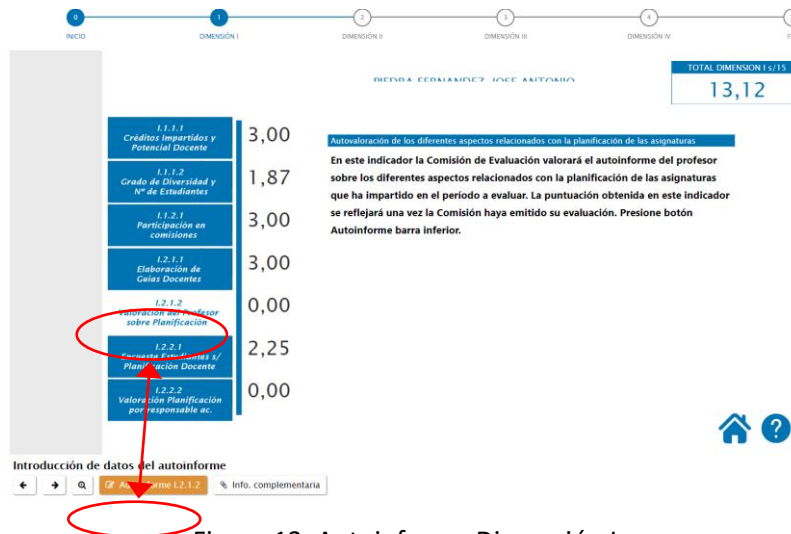 0 1 2 3 4
INICIO DIMENSIÓN I DIMENSIÓN II DIMENSIÓN III DIMENSIÓN IV F
PIEDRA FERNANDEZ, JOSE ANTONIO
TOTAL DIMENSION I s/15
13,12
I.1.1.1
Créditos Impartidos y
Potencial Docente
3,00
I.1.1.2
Grado de Diversidad y
Nº de Estudiantes
1,87
I.1.2.1
Participación en
comisiones
3,00
I.2.1.1
Elaboración de
Guías Docentes
3,00
I.2.1.2
Valoración del Profesor
sobre Planificación
0,00
I.2.2.1
Encuesta Estudiantes s/
Planificación Docente
2,25
I.2.2.2
Valoración Planificación
por responsable ac.
0,00
Autovaloración de los diferentes aspectos relacionados con la planificación de las asignaturas
En este indicador la Comisión de Evaluación valorará el autoinforme del profesor
sobre los diferentes aspectos relacionados con la planificación de las asignaturas
que ha impartido en el período a evaluar. La puntuación obtenida en este indicador
se reflejará una vez la Comisión haya emitido su evaluación. Presione botón
Autoinforme barra inferior.
?
Introducción de datos del autoinforme
Autoinforme I.2.1.2 Info. complementaria